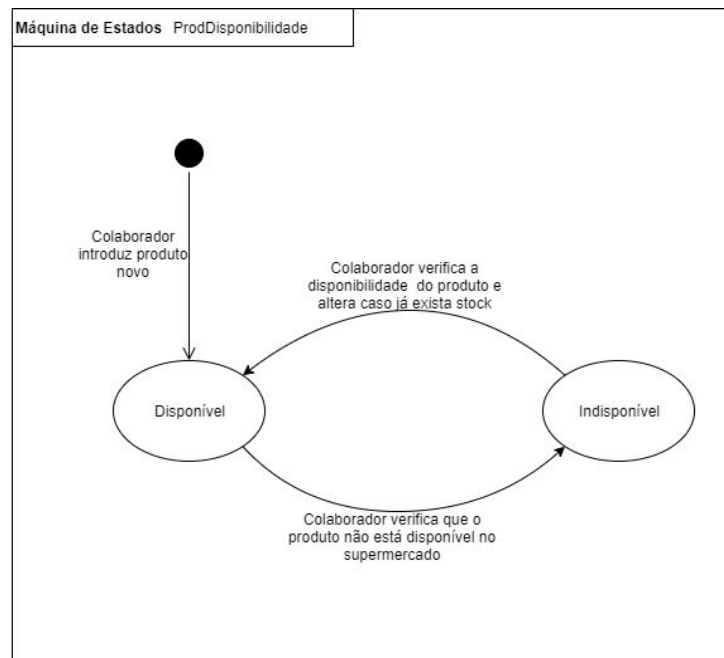 Máquina de Estados ProdDisponibilidade
Colaborador
introduz produto
novo
Colaborador verifica a
disponibilidade do produto e
altera caso já exista stock
Disponível
Indisponível
Colaborador verifica que o
produto não está disponível no
supermercado